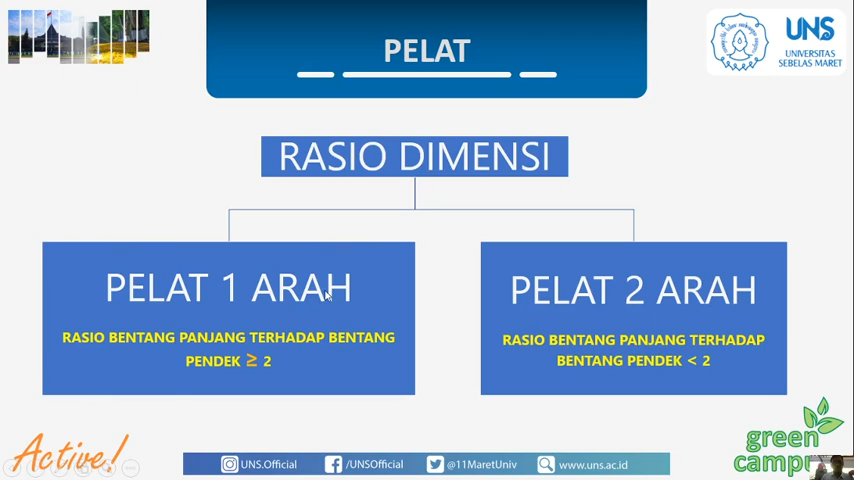 PELAT
UNS
UNIVERSITAS
SEBELAS MARET
RASIO DIMENSI
PELAT 1 ARAH
RASIO BENTANG PANJANG TERHADAP BENTANG
PENDEK ≥ 2
PELAT 2 ARAH
RASIO BENTANG PANJANG TERHADAP
BENTANG PENDEK < 2
Active!
UNS.Official
/UNSOfficial
@11MaretUniv
www.uns.ac.id
green